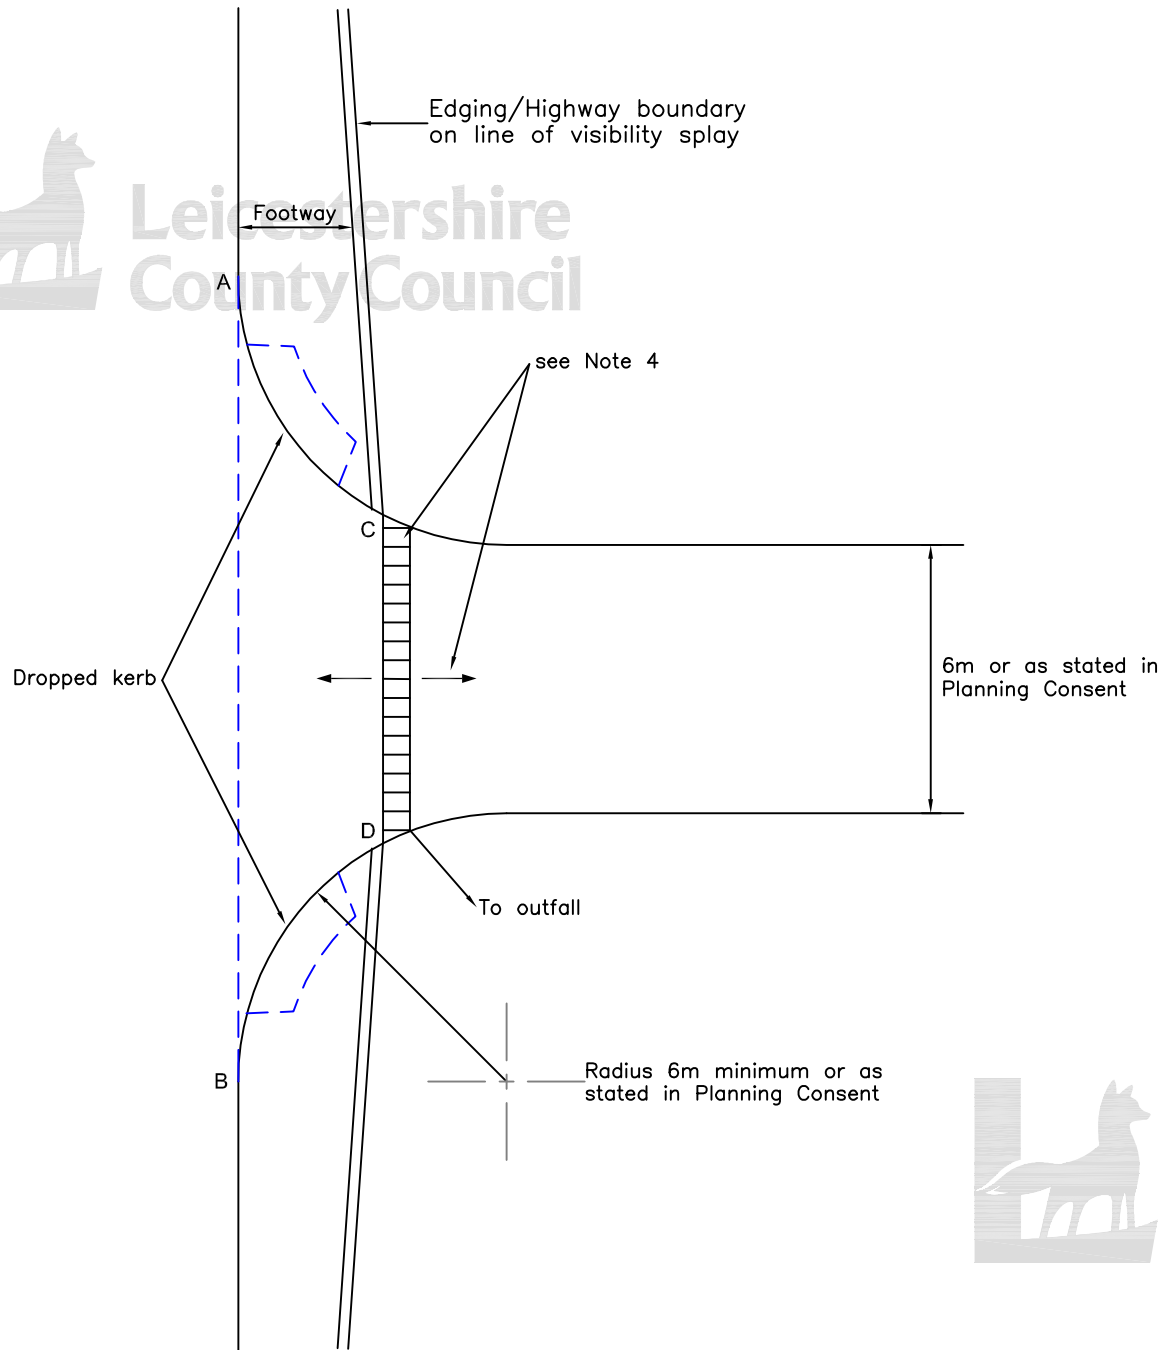 Edging/Highway boundary
on line of visibility splay
Leicestershire
County Council
Footway
A
see Note 4
C
Dropped kerb
6m or as stated in
Planning Consent
D
To outfall
B
Radius 6m minimum or as
stated in Planning Consent